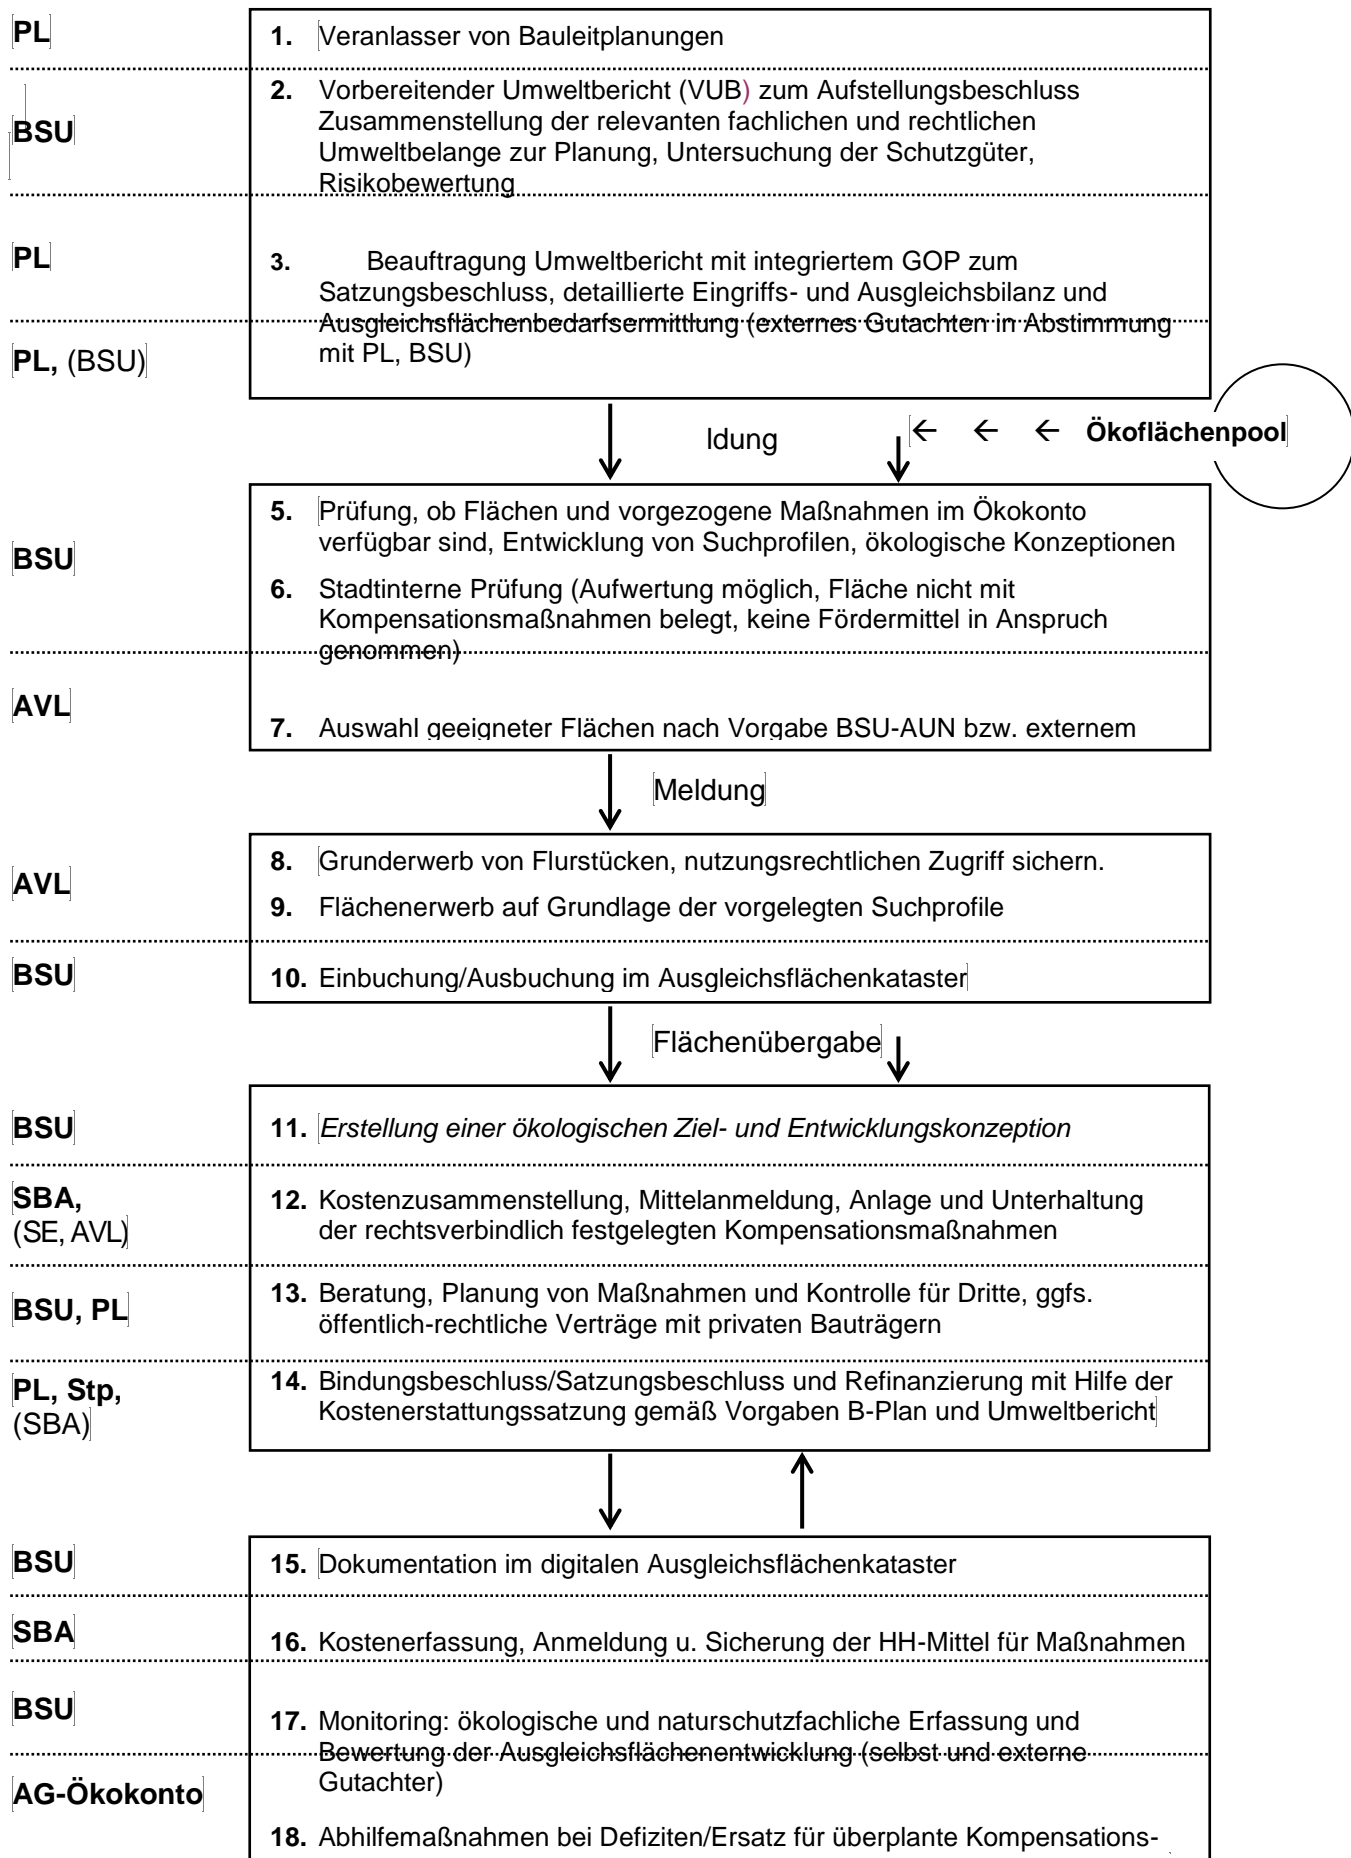 PL
1. Veranlasser von Bauleitplanungen
BSU
2. Vorbereitender Umweltbericht (VUB) zum Aufstellungsbeschluss
Zusammenstellung der relevanten fachlichen und rechtlichen
Umweltbelange zur Planung, Untersuchung der Schutzgüter,
Risikobewertung
PL
3. Beauftragung Umweltbericht mit integriertem GOP zum
Satzungsbeschluss, detaillierte Eingriffs- und Ausgleichsbilanz und
Ausgleichsflächenbedarfsermittlung (externes Gutachten in Abstimmung
mit PL, BSU)
PL, (BSU)
ldung
← ← ← Ökoflächenpool
BSU
5. Prüfung, ob Flächen und vorgezogene Maßnahmen im Ökokonto
verfügbar sind, Entwicklung von Suchprofilen, ökologische Konzeptionen
6. Stadtinterne Prüfung (Aufwertung möglich, Fläche nicht mit
Kompensationsmaßnahmen belegt, keine Fördermittel in Anspruch
genommen)
AVL
7. Auswahl geeigneter Flächen nach Vorgabe BSU-AUN bzw. externem
Meldung
AVL
8. Grunderwerb von Flurstücken, nutzungsrechtlichen Zugriff sichern.
9. Flächenerwerb auf Grundlage der vorgelegten Suchprofile
BSU
10. Einbuchung/Ausbuchung im Ausgleichsflächenkataster
Flächenübergabe
BSU
11. Erstellung einer ökologischen Ziel- und Entwicklungskonzeption
SBA,
(SE, AVL)
12. Kostenzusammenstellung, Mittelanmeldung, Anlage und Unterhaltung
der rechtsverbindlich festgelegten Kompensationsmaßnahmen
BSU, PL
13. Beratung, Planung von Maßnahmen und Kontrolle für Dritte, ggfs.
öffentlich-rechtliche Verträge mit privaten Bauträgern
PL, Stp,
(SBA)
14. Bindungsbeschluss/Satzungsbeschluss und Refinanzierung mit Hilfe der
Kostenerstattungssatzung gemäß Vorgaben B-Plan und Umweltbericht
BSU
15. Dokumentation im digitalen Ausgleichsflächenkataster
SBA
16. Kostenerfassung, Anmeldung u. Sicherung der HH-Mittel für Maßnahmen
BSU
17. Monitoring: ökologische und naturschutzfachliche Erfassung und
Bewertung der Ausgleichsflächenentwicklung (selbst und externe
Gutachter)
AG-Ökokonto
18. Abhilfemaßnahmen bei Defiziten/Ersatz für überplante Kompensations-